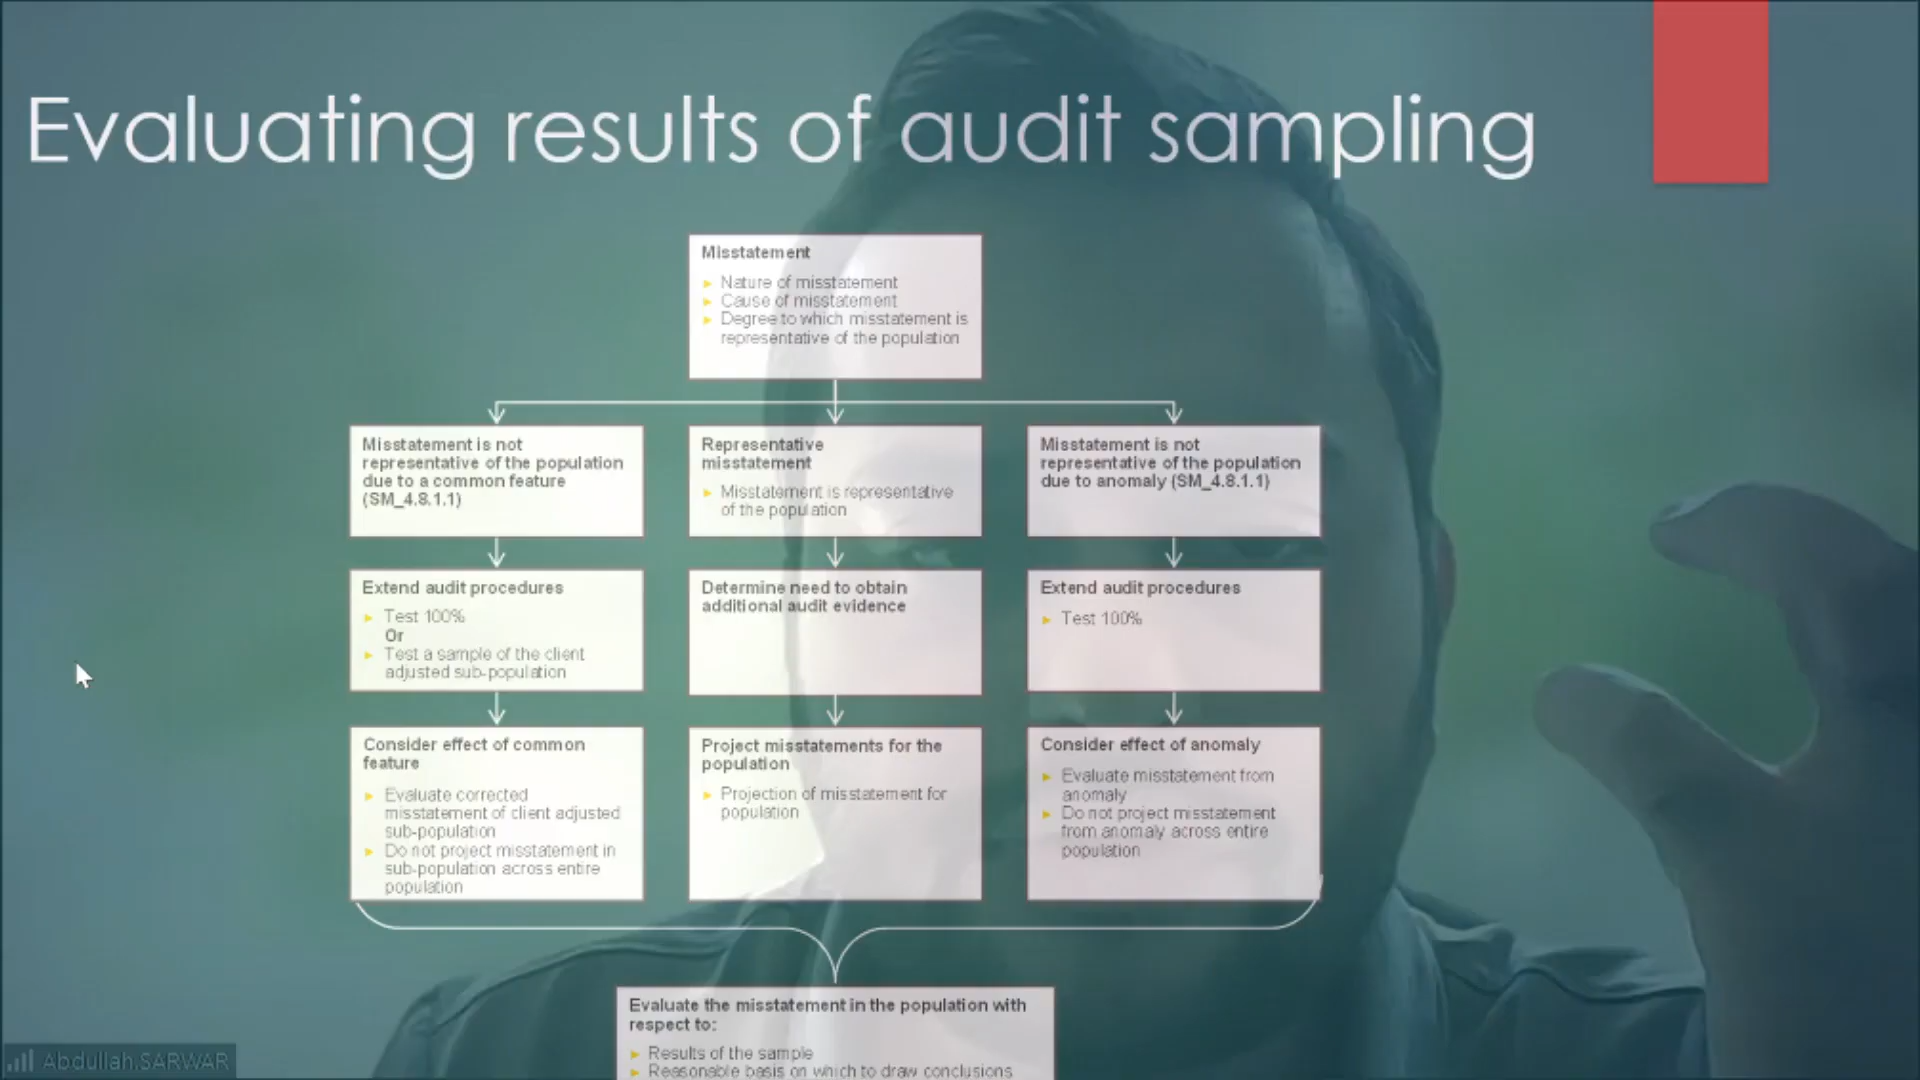 Evaluating results of audit sampling
Misstatement
Nature of misstatement
Cause of misstatement
Degree to which misstatement is
representative of the population
Misstatement is not
representative of the population
due to a common feature
(SM_4.8.1.1)
Representative
misstatement
Misstatement is representative
of the population
Misstatement is not
representative of the population
due to anomaly (SM_4.8.1.1)
Extend audit procedures
Test 100%
Or
Test a sample of the client
adjusted sub-population
Determine need to obtain
additional audit evidence
Extend audit procedures
Test 100%
Consider effect of common
feature
Evaluate corrected
misstatement of client adjusted
sub-population
Do not project misstatement in
sub-population across entire
population
Project misstatements for the
population
Projection of misstatement for
population
Consider effect of anomaly
Evaluate misstatement from
anomaly
Do not project misstatement
from anomaly across entire
population
Evaluate the misstatement in the population with
respect to:
Results of the sample
Reasonable basis on which to draw conclusions
Abdullah.SARWAR